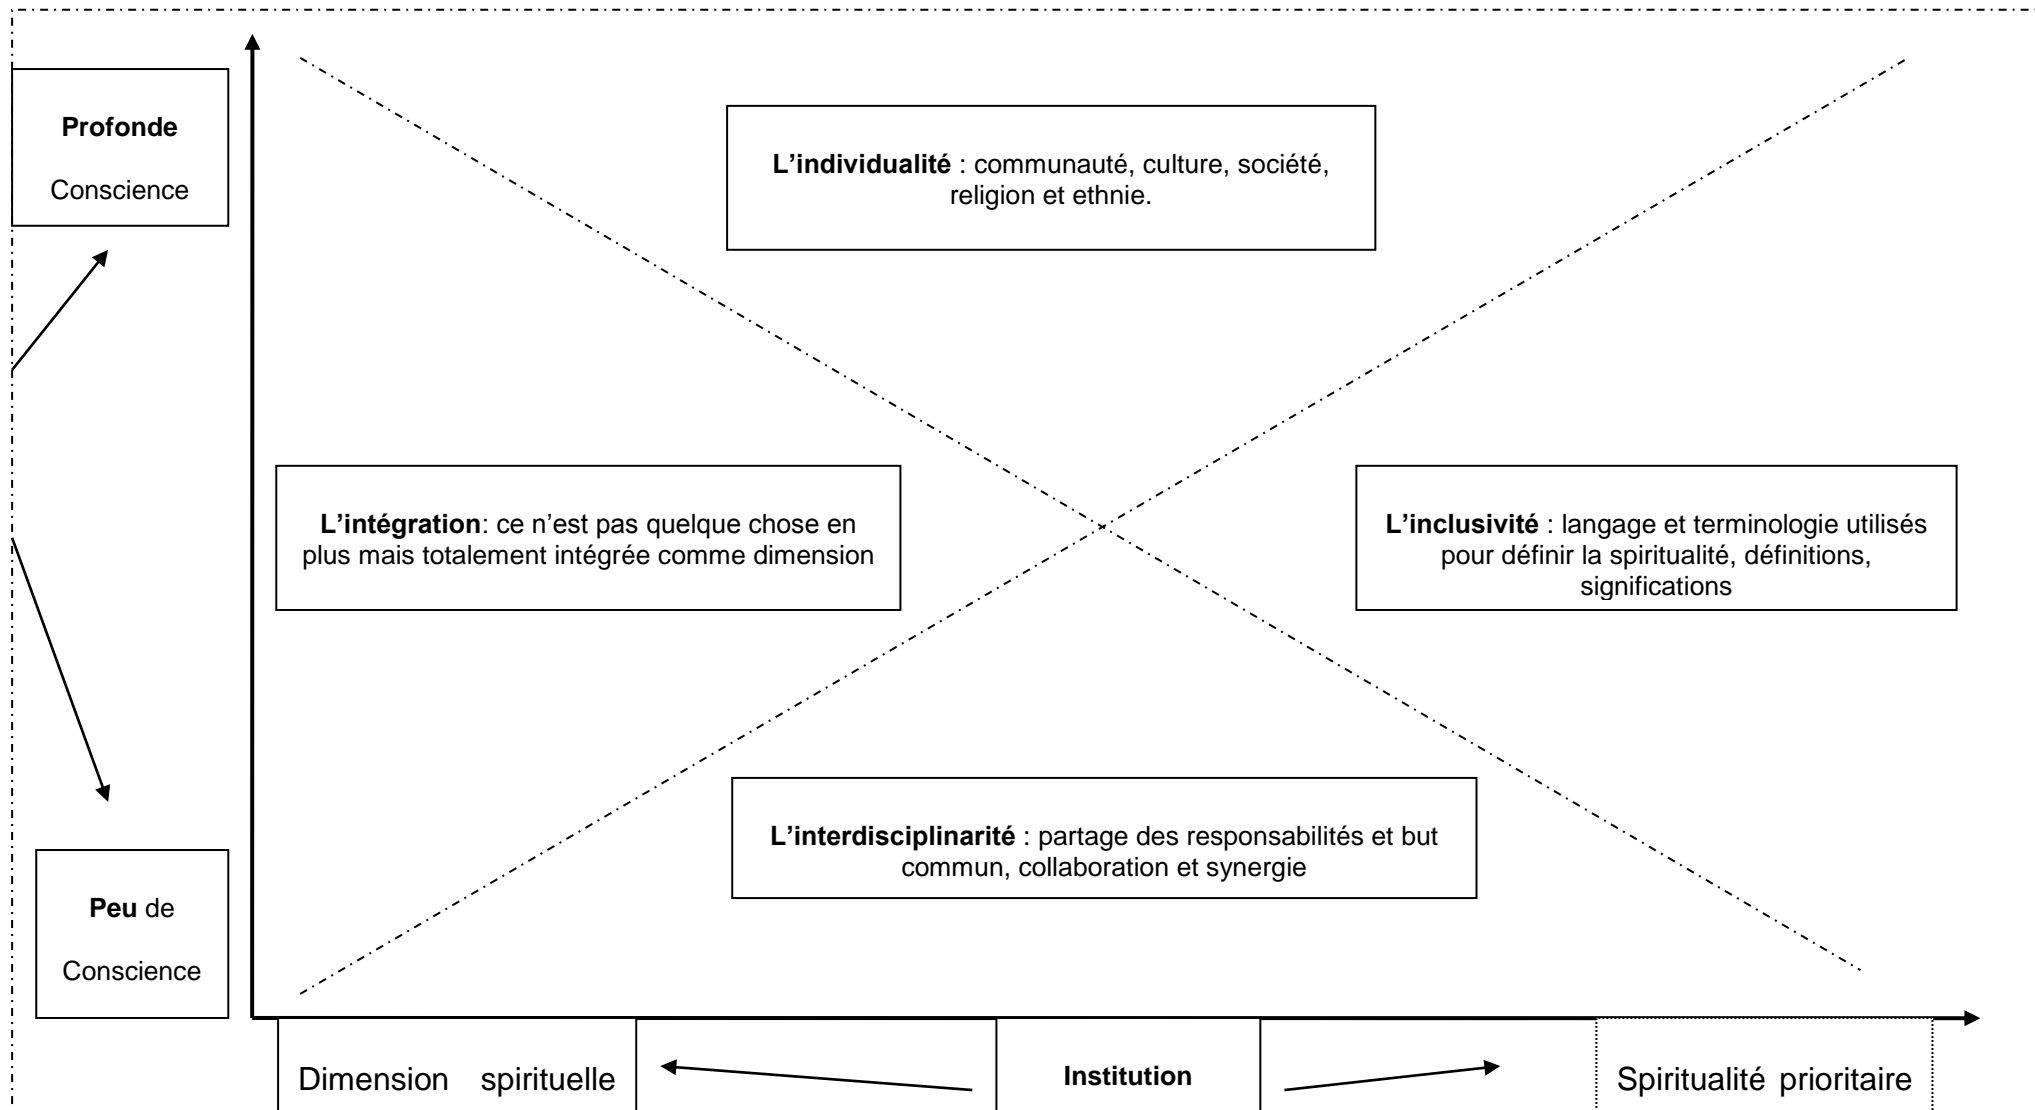 Profonde
Conscience
L’individualité : communauté, culture, société,
religion et ethnie.
L’intégration: ce n’est pas quelque chose en
plus mais totalement intégrée comme dimension
L’inclusivité : langage et terminologie utilisés
pour définir la spiritualité, définitions,
significations
L’interdisciplinarité : partage des responsabilités et but
commun, collaboration et synergie
Peu de
Conscience
Dimension spirituelle
Institution
Spiritualité prioritaire